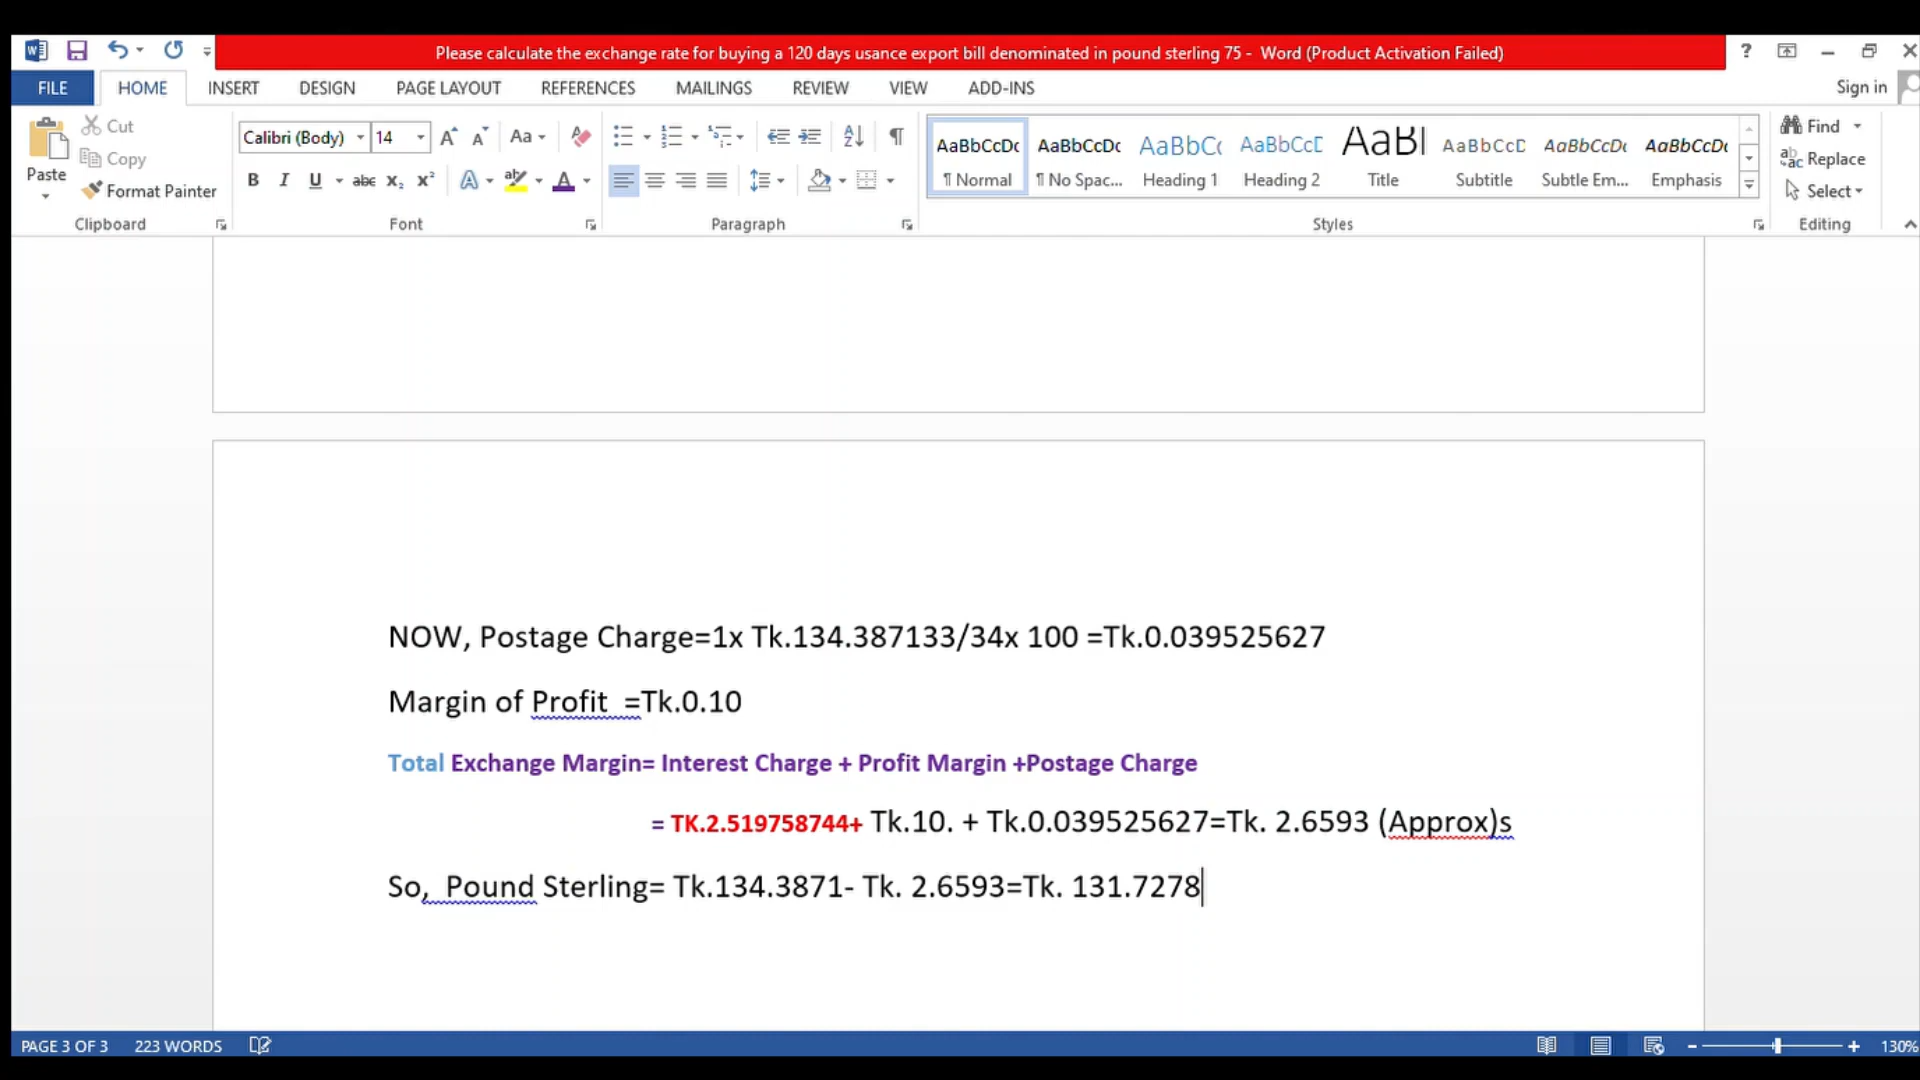 Please calculate the exchange rate for buying a 120 days usance export bill denominated in pound sterling 75 - Word (Product Activation Failed)
?
FILE HOME INSERT DESIGN PAGE LAYOUT REFERENCES MAILINGS REVIEW VIEW ADD-INS Sign in
Paste
Cut
Copy
Format Painter
Clipboard
Calibri (Body) 14
Aa
B I U abc X₂ X²
Font
Paragraph
AaBbCcDc AaBbCcDc AaBbCc AaBbCcD AaBl AaBbCcD AaBbCcDc AaBbCcDc
¶ Normal ¶ No Spac... Heading 1 Heading 2 Title Subtitle Subtle Em... Emphasis
Styles
Find
Replace
Select
Editing
NOW, Postage Charge=1x Tk.134.387133/34x 100 =Tk.0.039525627
Margin of Profit =Tk.0.10
Total Exchange Margin= Interest Charge + Profit Margin +Postage Charge
= TK.2.519758744+ Tk.10. + Tk.0.039525627=Tk. 2.6593 (Approx)s
So, Pound Sterling= Tk.134.3871- Tk. 2.6593=Tk. 131.7278
PAGE 3 OF 3 223 WORDS 130%